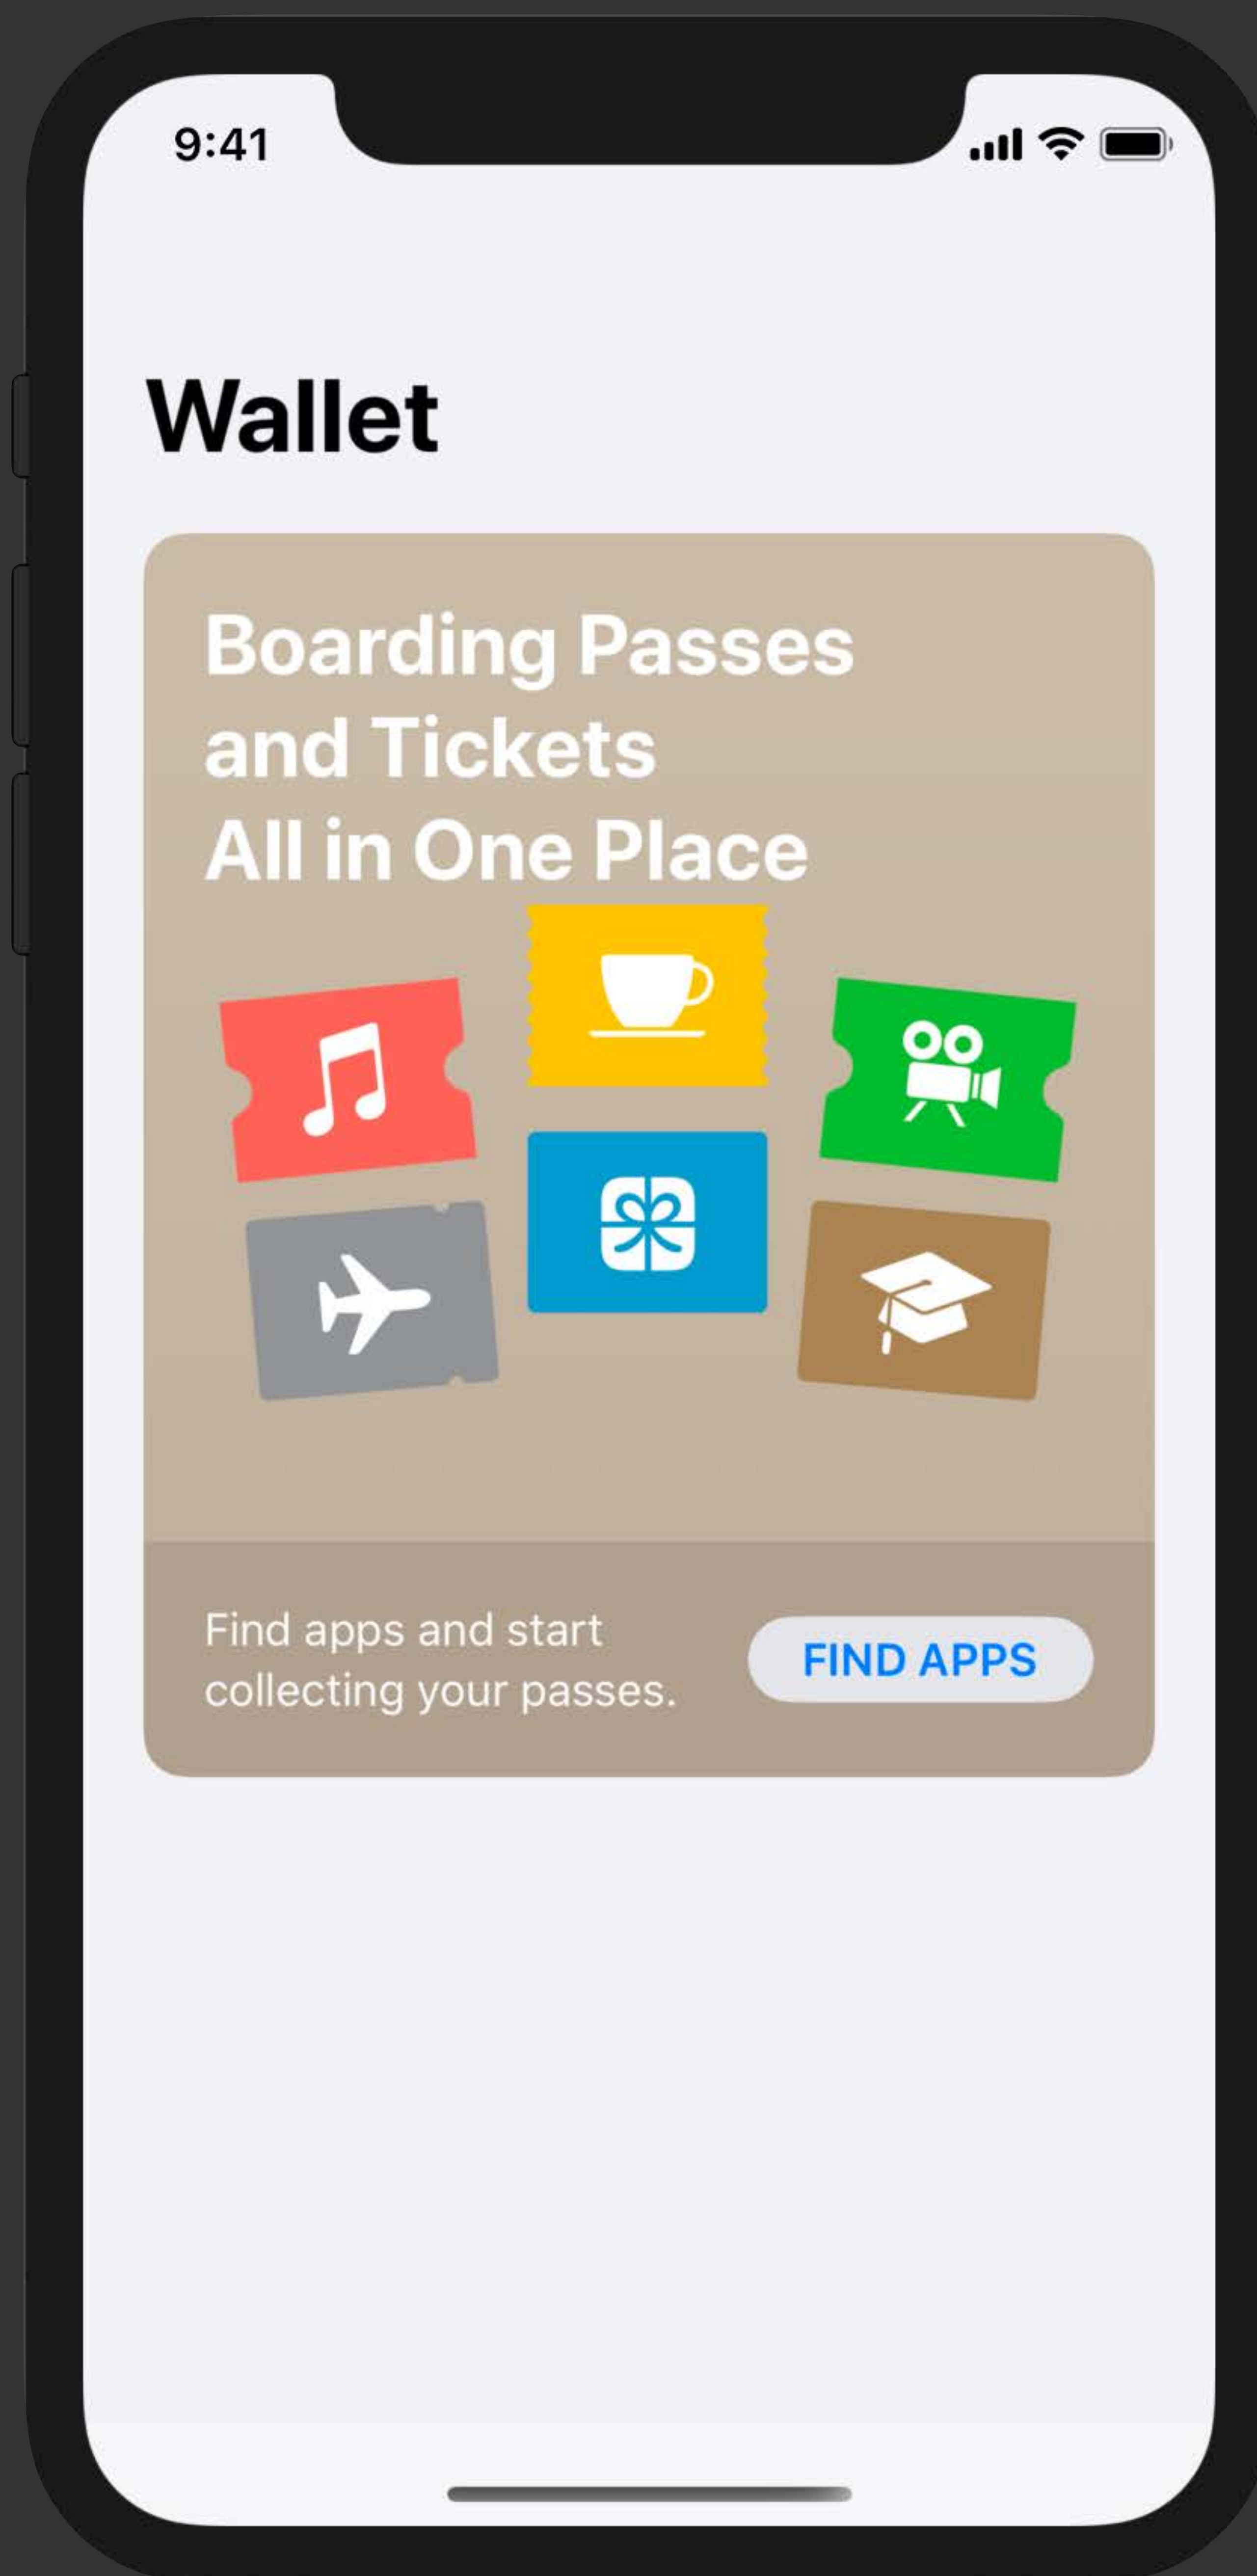 9:41
Wallet
Boarding Passes
and Tickets
All in One Place
Find apps and start
collecting your passes.
FIND APPS